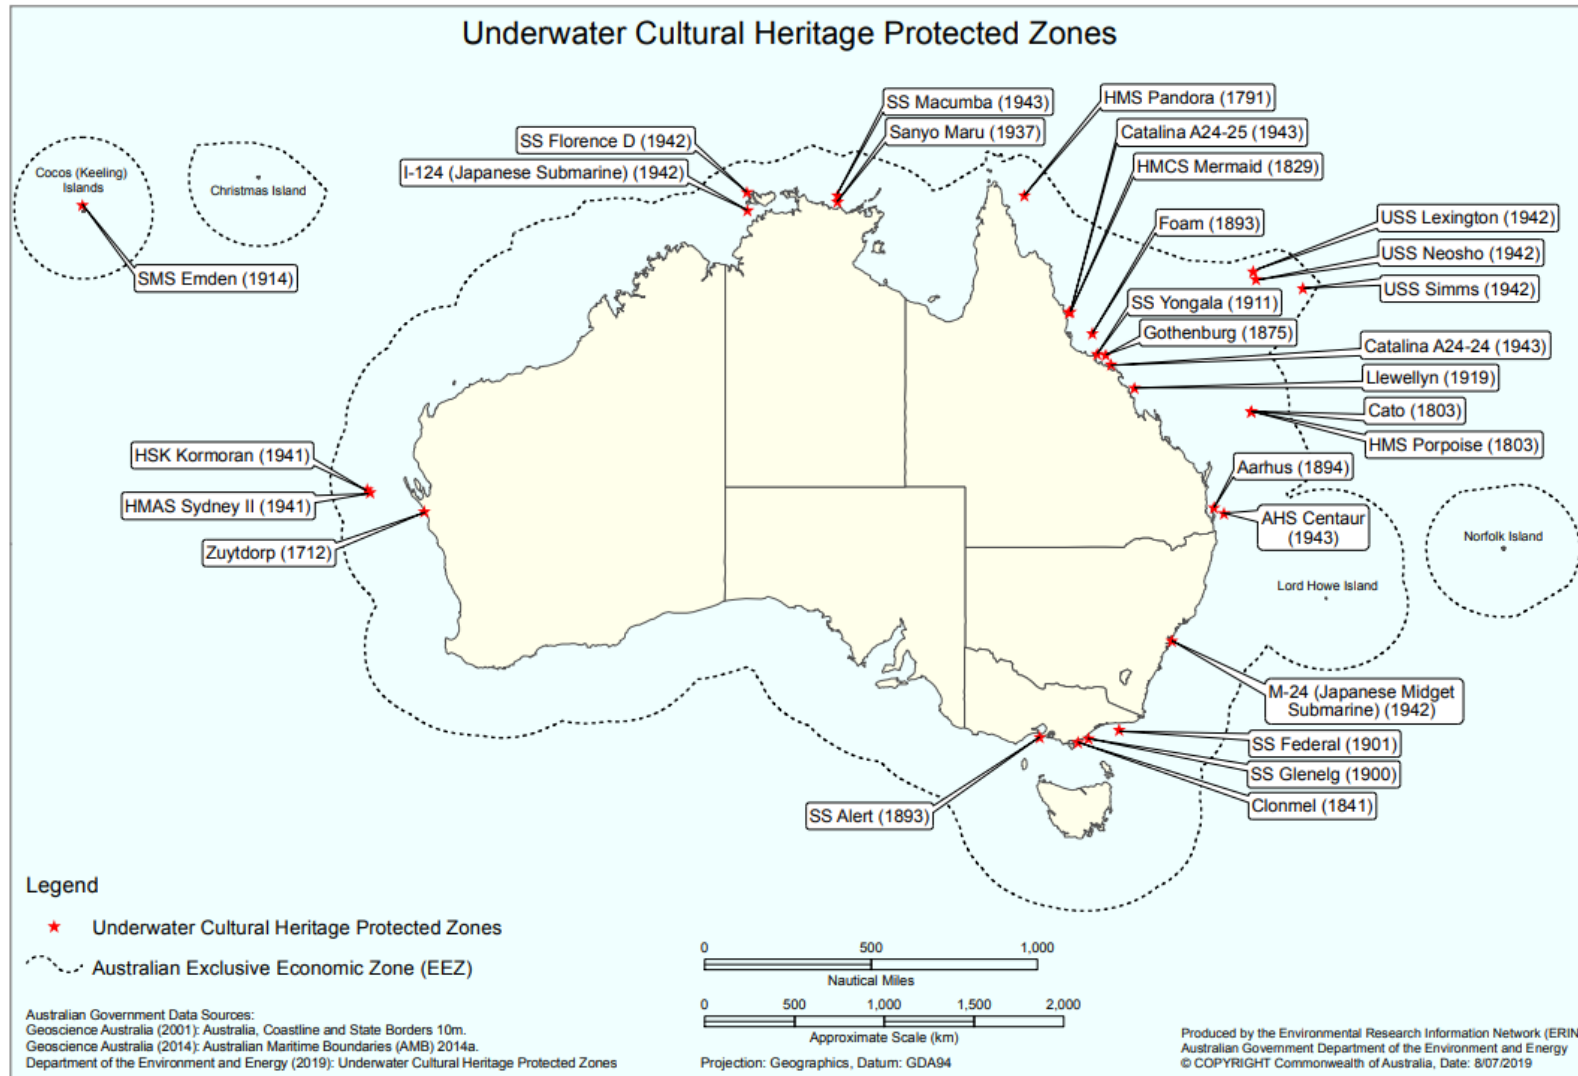 Underwater Cultural Heritage Protected Zones
SS Macumba (1943)
HMS Pandora (1791)
SS Florence D (1942)
Sanyo Maru (1937)
Catalina A24-25 (1943)
I-124 (Japanese Submarine) (1942)
HMCS Mermaid (1829)
Cocos (Keeling)
Islands
Christmas Island
Foam (1893)
USS Lexington (1942)
USS Neosho (1942)
SMS Emden (1914)
USS Simms (1942)
SS Yongala (1911)
Gothenburg (1875)
Catalina A24-24 (1943)
Llewellyn (1919)
Cato (1803)
HMS Porpoise (1803)
HSK Kormoran (1941)
Aarhus (1894)
HMAS Sydney II (1941)
AHS Centaur
(1943)
Zuytdorp (1712)
Norfolk Island
Lord Howe Island
M-24 (Japanese Midget
Submarine) (1942)
SS Federal (1901)
SS Glenelg (1900)
Clonmel (1841)
SS Alert (1893)
Legend
Underwater Cultural Heritage Protected Zones
Australian Exclusive Economic Zone (EEZ)
0 500 1,000
Nautical Miles
0 500 1,000 1,500 2,000
Approximate Scale (km)
Projection: Geographics, Datum: GDA94
Australian Government Data Sources:
Geoscience Australia (2001): Australia, Coastline and State Borders 10m.
Geoscience Australia (2014): Australian Maritime Boundaries (AMB) 2014a.
Department of the Environment and Energy (2019): Underwater Cultural Heritage Protected Zones
Produced by the Environmental Research Information Network (ERIN
Australian Government Department of the Environment and Energy
© COPYRIGHT Commonwealth of Australia, Date: 8/07/2019